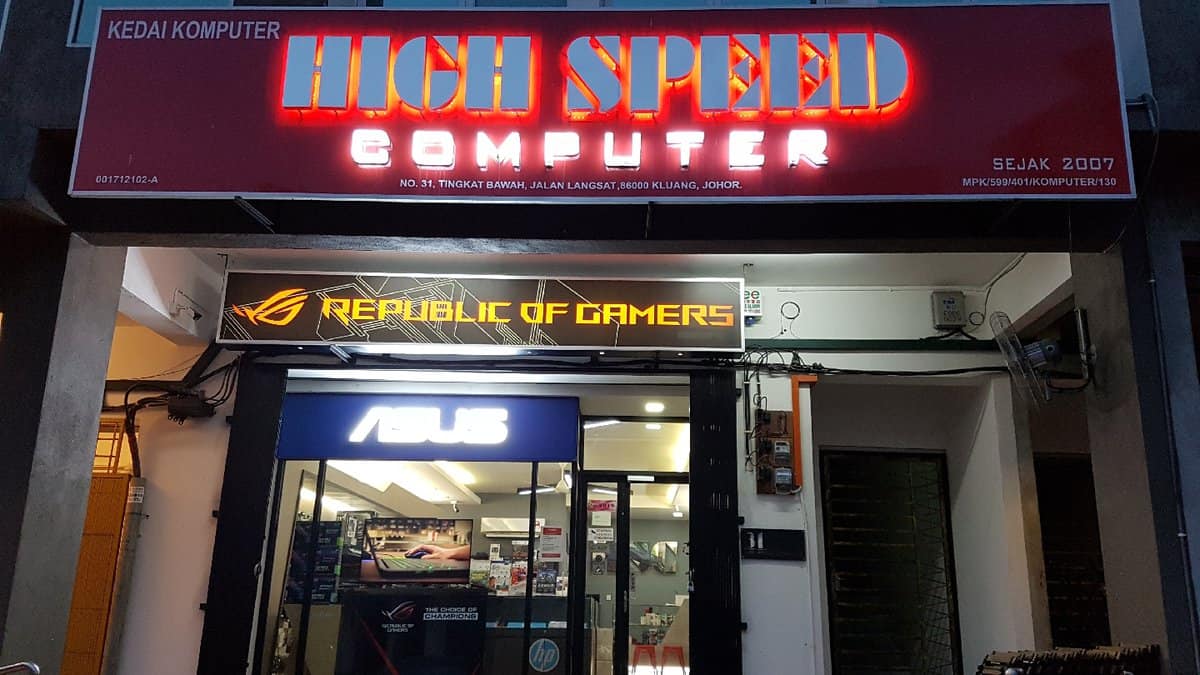 KEDAI KOMPUTER
HIGH SPEED
COMPUTER
SEJAK 2007
001712102-A
NO. 31, TINGKAT BAWAH, JALAN LANGSAT,86000 KLUANG, JOHOR.
MPK/599/401/KOMPUTER/130
REPUBLIC OF GAMERS
ASUS
REPUBLIC OF
GAMERS
THE CHOICE OF
CHAMPIONS
hp